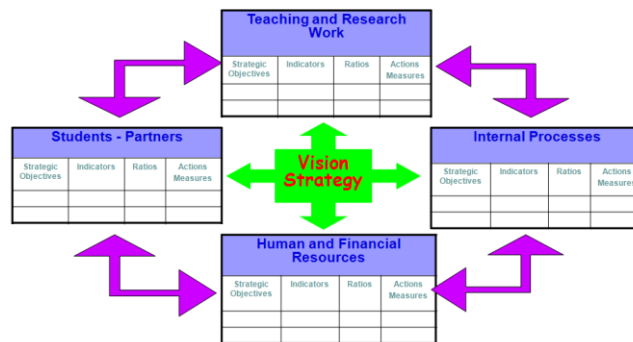 Teaching and Research
Work
Strategic Objectives Indicators Ratios Actions Measures
Students - Partners
Strategic Objectives Indicators Ratios Actions Measures
Vision
Strategy
Internal Processes
Strategic Objectives Indicators Ratios Actions Measures
Human and Financial
Resources
Strategic Objectives Indicators Ratios Actions Measures